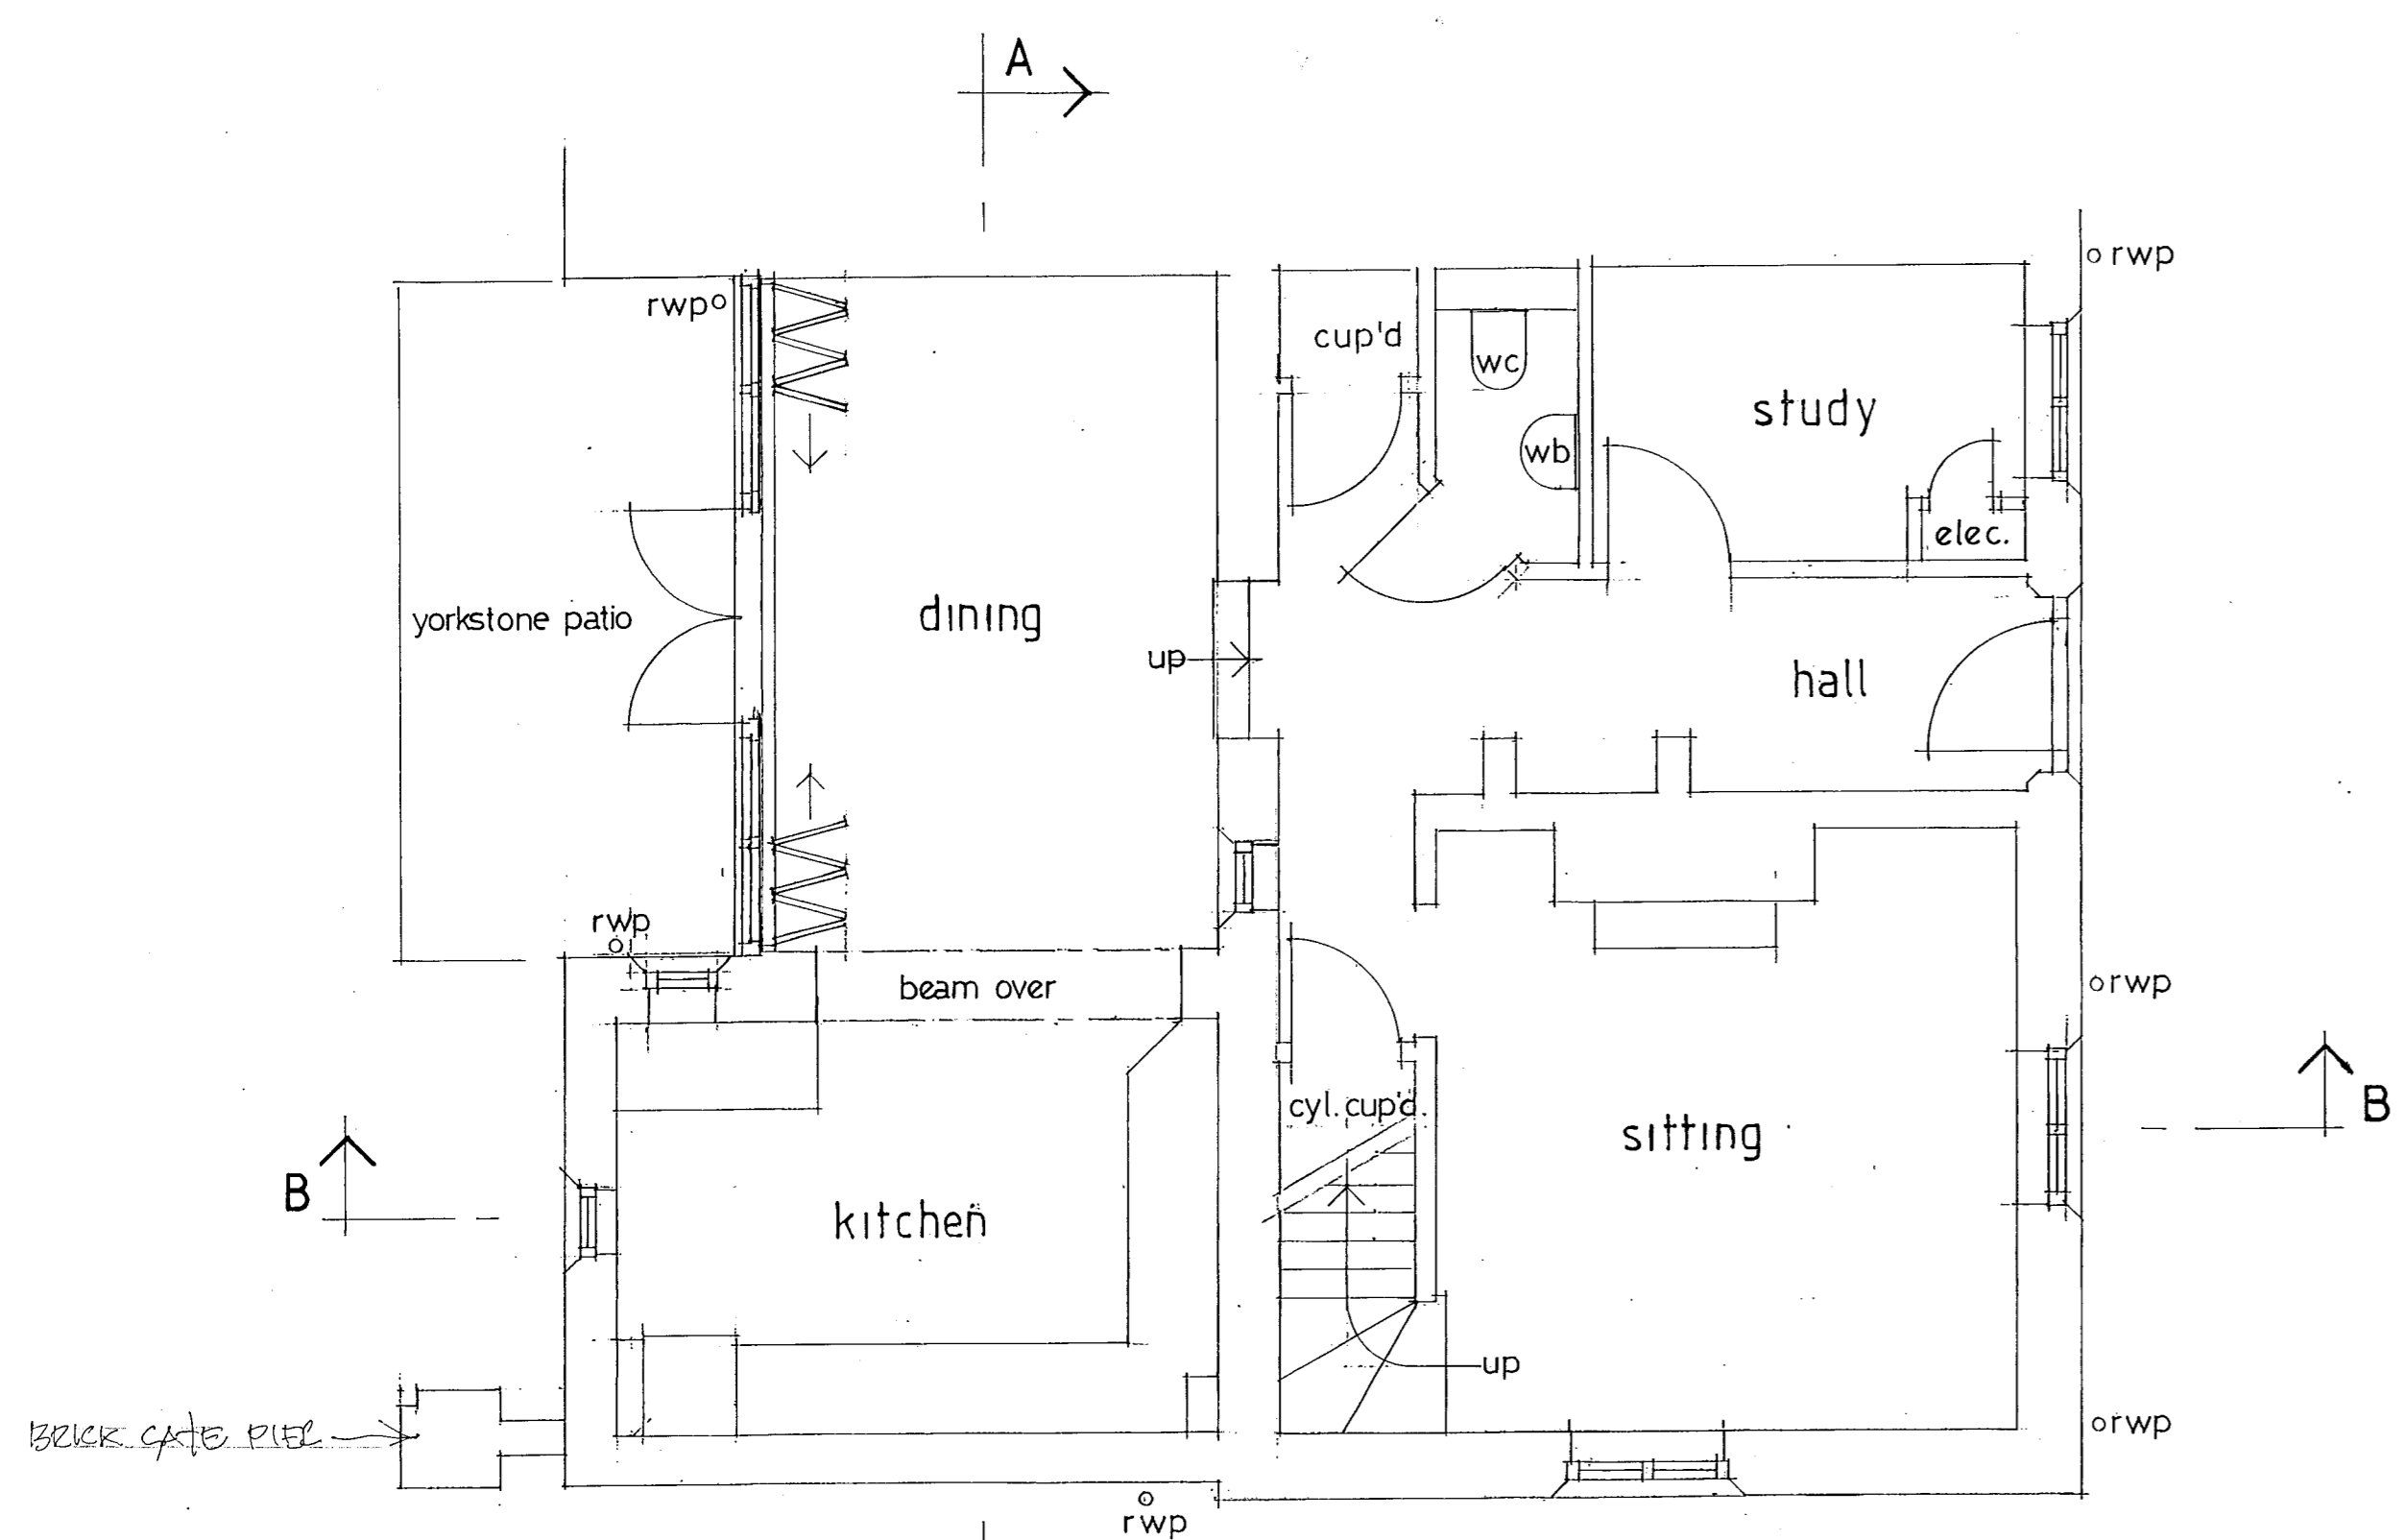 A
rwp
rwp
cup'd
wc
study
wb
elec.
yorkstone patio
dining
up
hall
rwp
beam over
rwp
cyl. cup'd.
sitting
B
B
kitchen
up
BRICK GATE PIER
rwp
rwp